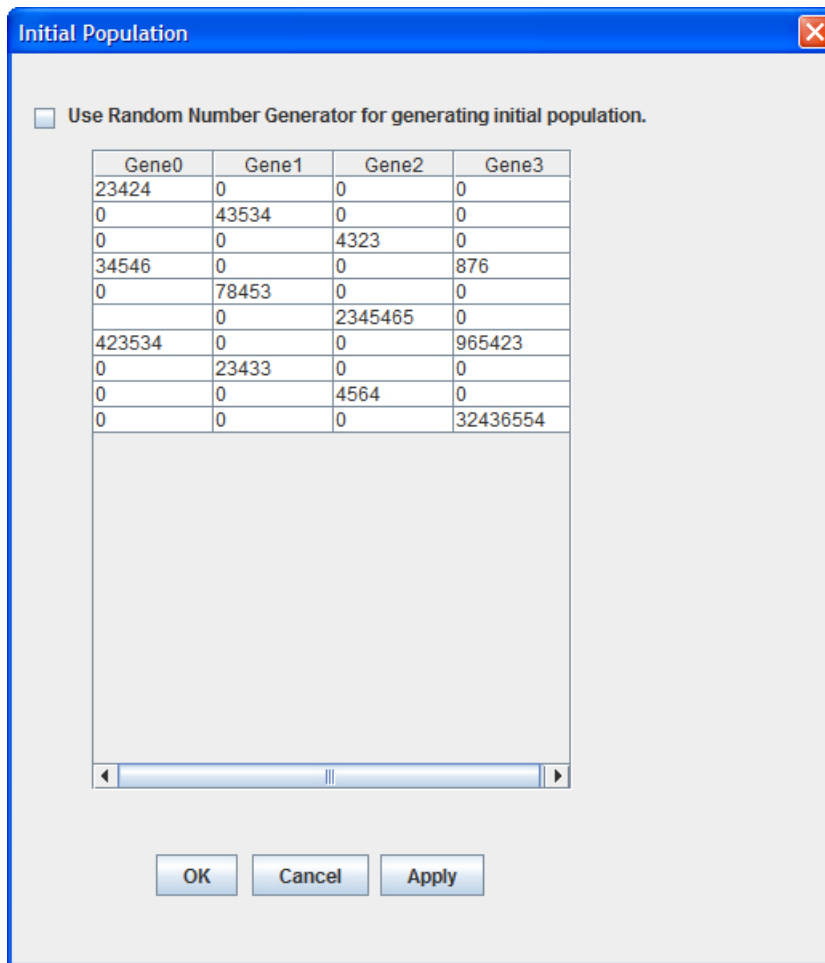 Initial Population
Use Random Number Generator for generating initial population.
Gene0 Gene1 Gene2 Gene3
23424 0 0 0
0 43534 0 0
0 0 4323 0
34546 0 0 876
0 78453 0 0
0 2345465 0
423534 0 0 965423
0 23433 0 0
0 0 4564 0
0 0 0 32436554
OK Cancel Apply